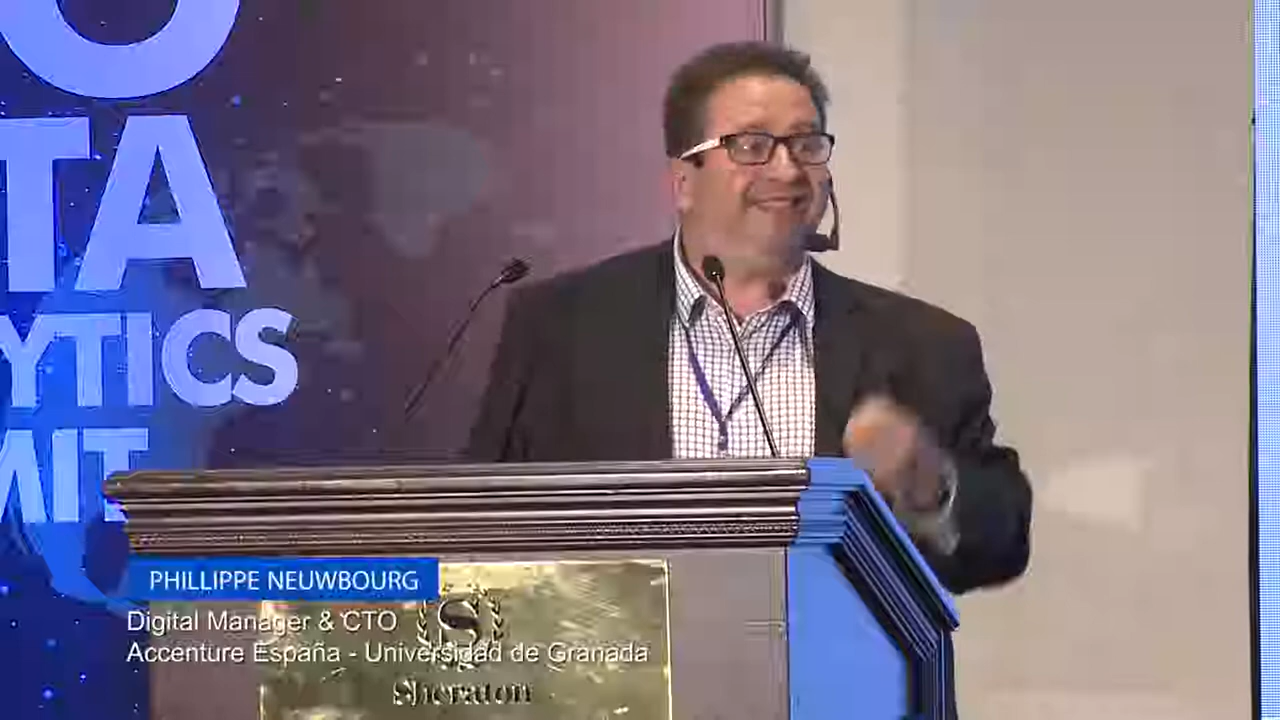 O
TA
YTICS
MIT
PHILLIPPE NEUWBOURG
Digital Manager & CTO
Accenture España - Universidad de Granada
S
Sheraton